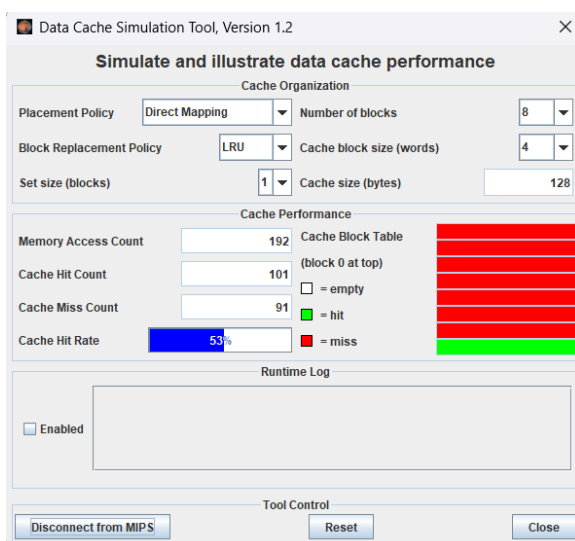 Data Cache Simulation Tool, Version 1.2
Simulate and illustrate data cache performance
Cache Organization
Placement Policy Direct Mapping Number of blocks 8
Block Replacement Policy LRU Cache block size (words) 4
Set size (blocks) 1 Cache size (bytes) 128
Cache Performance
Memory Access Count 192 Cache Block Table
(block 0 at top)
Cache Hit Count 101
= empty
Cache Miss Count 91
= hit
Cache Hit Rate 53% = miss
Runtime Log
Enabled
Tool Control
Disconnect from MIPS Reset Close